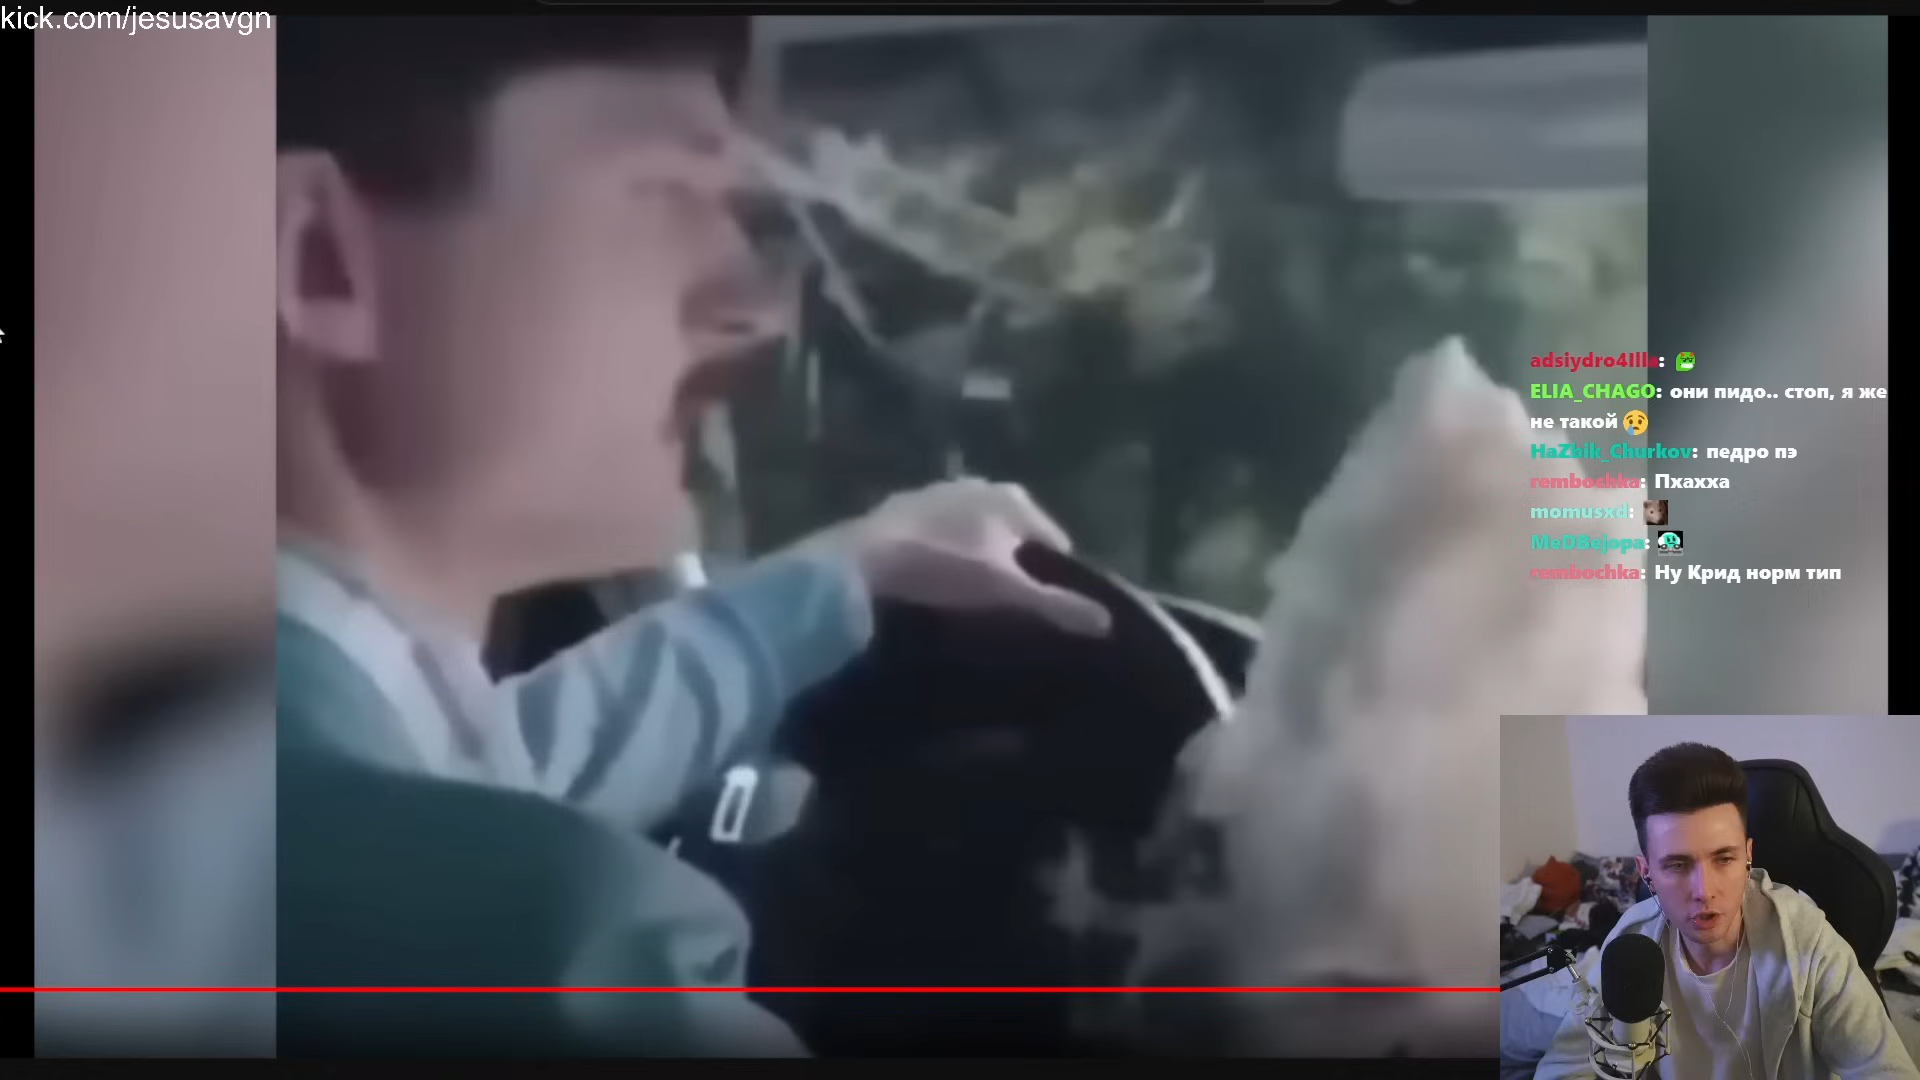 kick.com/jesusavgn
adsiydro4Illa: 
ELIA_CHAGO: они пидо.. стоп, я же
не такой
HaZbik_Churkov: педро пэ
rembochka: Пхахха
momusxd:
MeDBejopa:
rembochka: Ну Крид норм тип